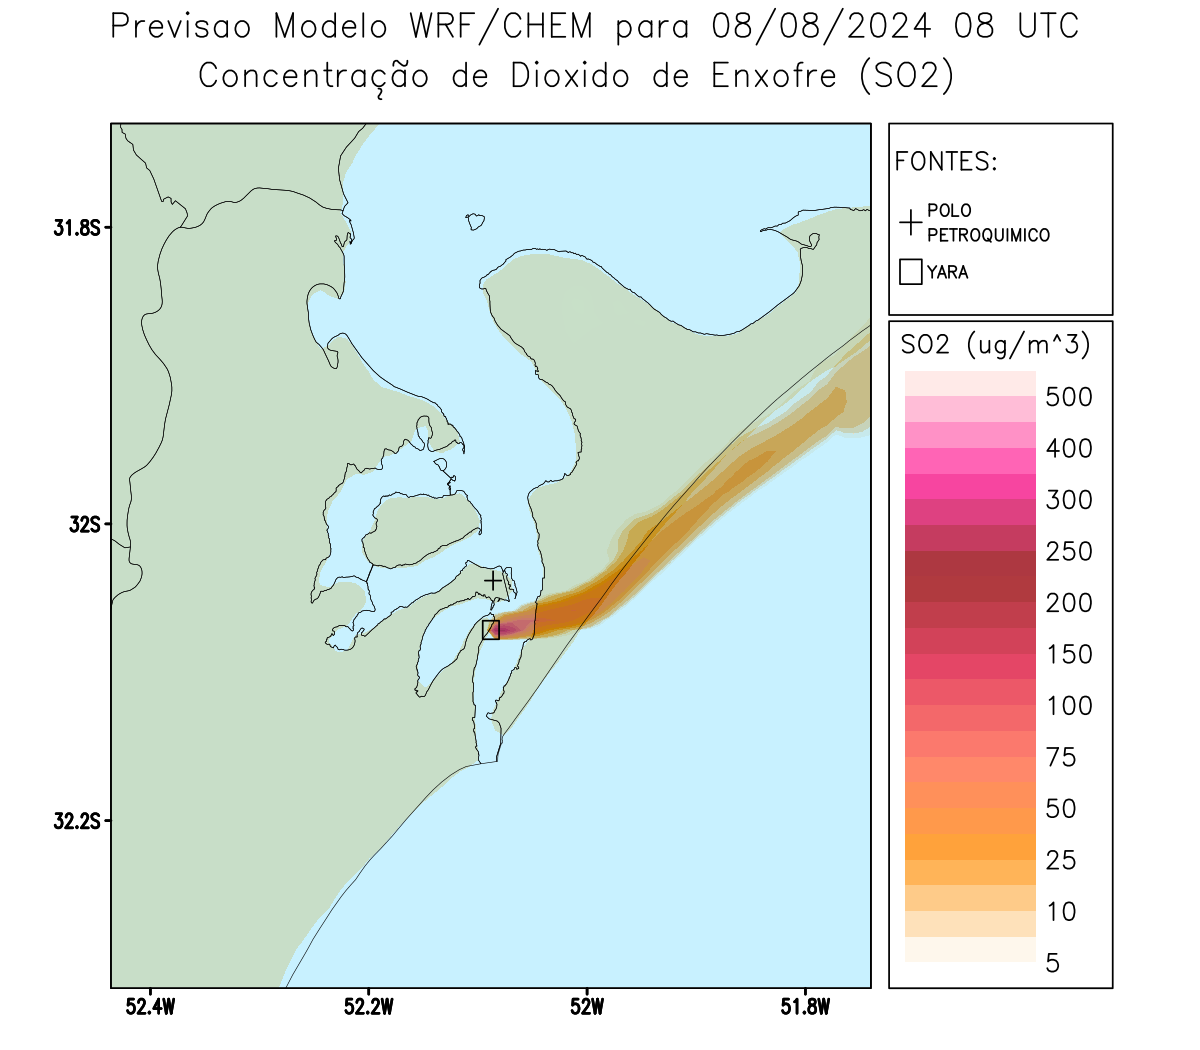 Previsao Modelo WRF/CHEM para 08/08/2024 08 UTC
Concentração de Dioxido de Enxofre (SO2)
FONTES:
POLO
PETROQUIMICO
YARA
31.8S
32S
32.2S
52.4W
52.2W
52W
51.8W
SO2 (ug/m^3)
500
400
300
250
200
150
100
75
50
25
10
5